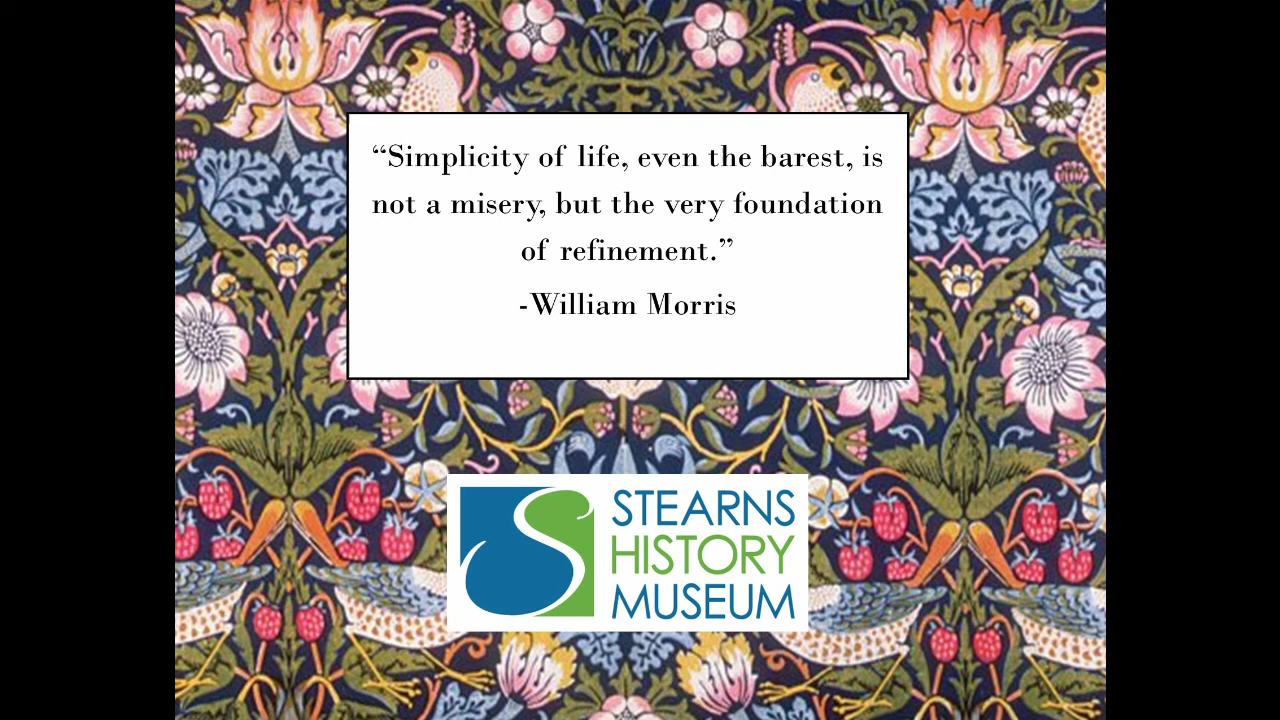 “Simplicity of life, even the barest, is
not a misery, but the very foundation
of refinement.”
-William Morris
STEARNS
HISTORY
MUSEUM